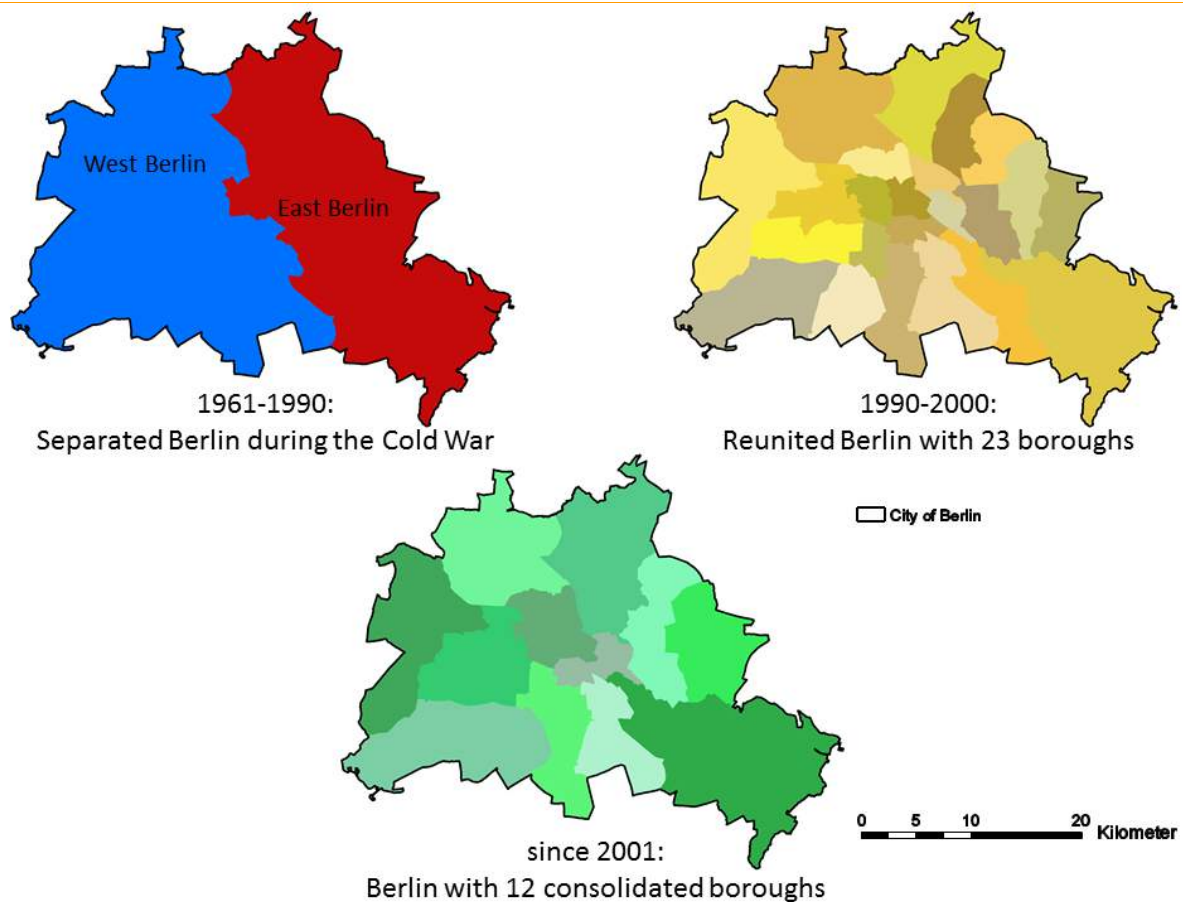 West Berlin
East Berlin
1961-1990:
Separated Berlin during the Cold War
1990-2000:
Reunited Berlin with 23 boroughs
City of Berlin
0 5 10 20 Kilometer
since 2001:
Berlin with 12 consolidated boroughs